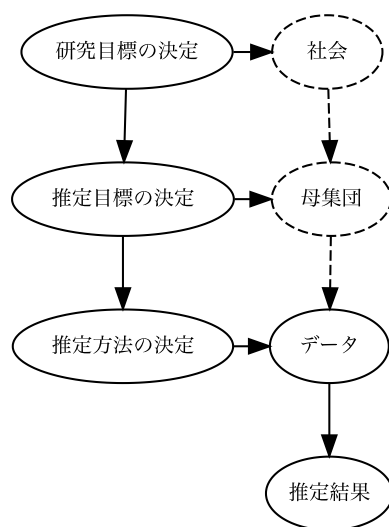 研究目標の決定
社会
推定目標の決定
母集団
推定方法の決定
データ
推定結果